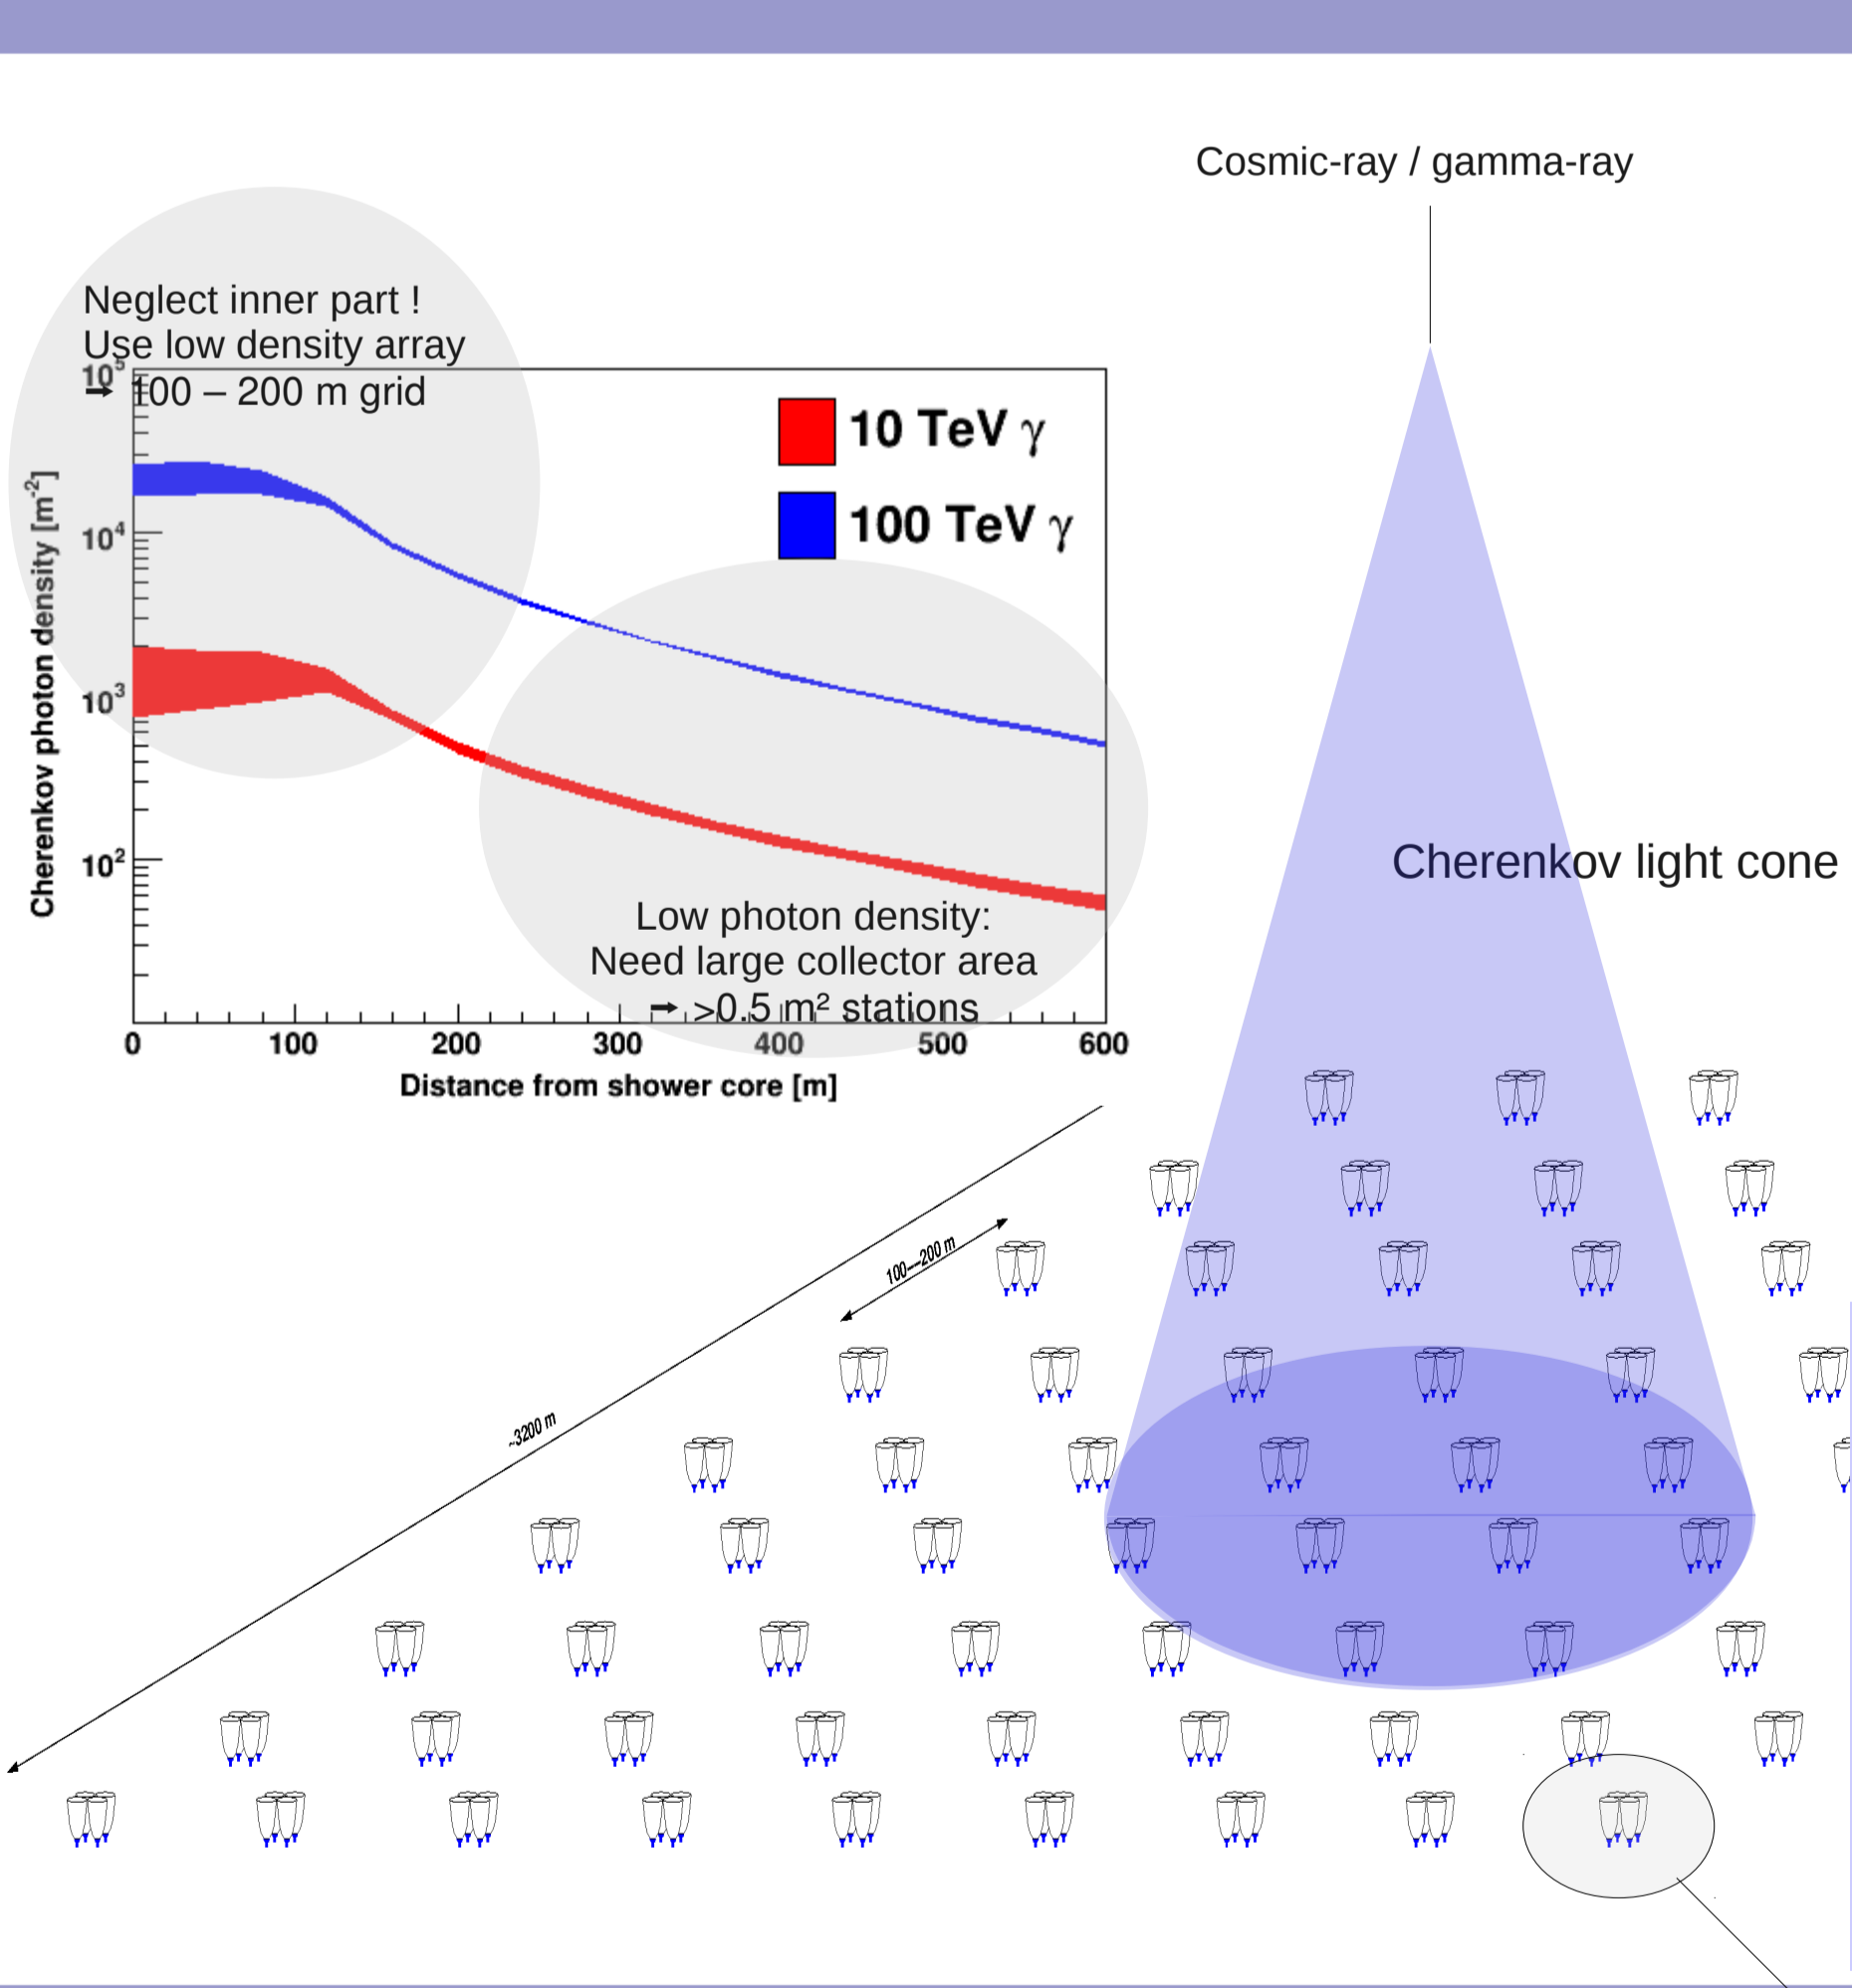 Cosmic-ray / gamma-ray
Neglect inner part !
Use low density array
➞ 100 – 200 m grid
10⁵
10⁴
10³
10²
Cherenkov photon density [m⁻²]
10 TeV γ
100 TeV γ
Low photon density:
Need large collector area
➞ >0.5 m² stations
0 100 200 300 400 500 600
Distance from shower core [m]
Cherenkov light cone
100—200 m
~3200 m